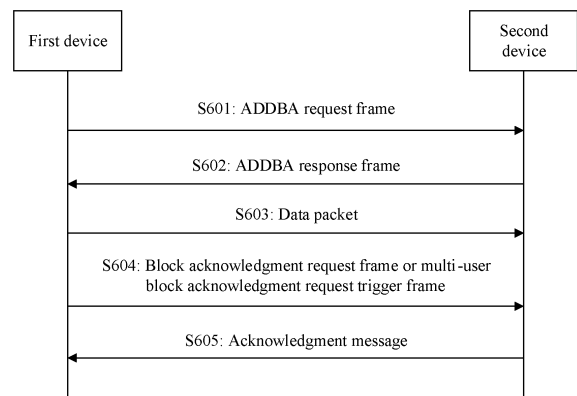 First device
Second
device
S601: ADDBA request frame
S602: ADDBA response frame
S603: Data packet
S604: Block acknowledgment request frame or multi-user
block acknowledgment request trigger frame
S605: Acknowledgment message